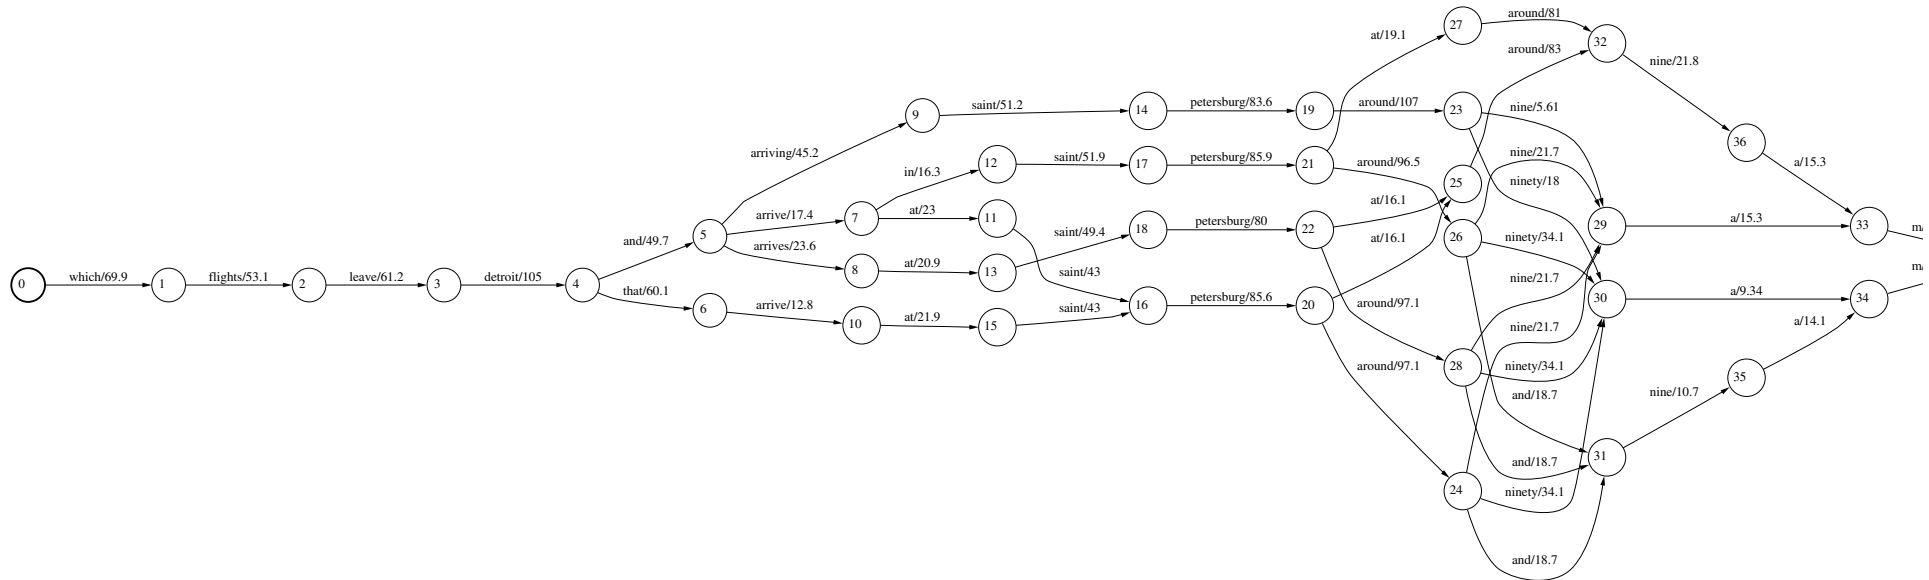 27
around/81
32
at/19.1
around/83
nine/21.8
9
saint/51.2
14
petersburg/83.6
19
around/107
23
nine/5.61
36
arriving/45.2
in/16.3
12
saint/51.9
17
petersburg/85.9
21
around/96.5
nine/21.7
a/15.3
25
ninety/18
and/49.7
5
arrive/17.4
7
at/23
11
saint/49.4
18
petersburg/80
22
at/16.1
26
29
a/15.3
33
m/
arrives/23.6
8
at/20.9
13
at/16.1
ninety/34.1
0
which/69.9
1
flights/53.1
2
leave/61.2
3
detroit/105
4
that/60.1
6
arrive/12.8
10
at/21.9
15
saint/43
saint/43
16
petersburg/85.6
20
around/97.1
nine/21.7
30
a/9.34
34
m/
around/97.1
28
nine/21.7
ninety/34.1
a/14.1
35
and/18.7
nine/10.7
and/18.7
31
24
ninety/34.1
and/18.7